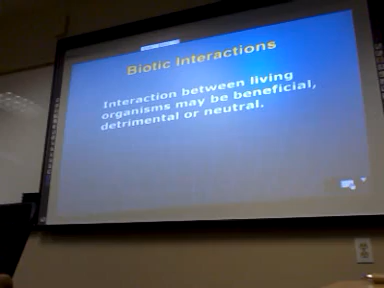 Biotic Interactions
Interaction between living
organisms may be beneficial,
detrimental or neutral.